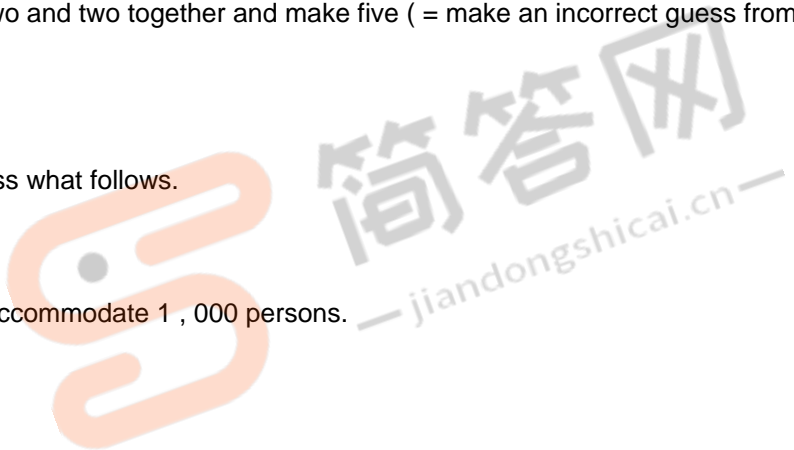 wo and two together and make five ( = make an incorrect guess from
ss what follows.
ccommodate 1 , 000 persons.
简答网
jiandongshicai.cn